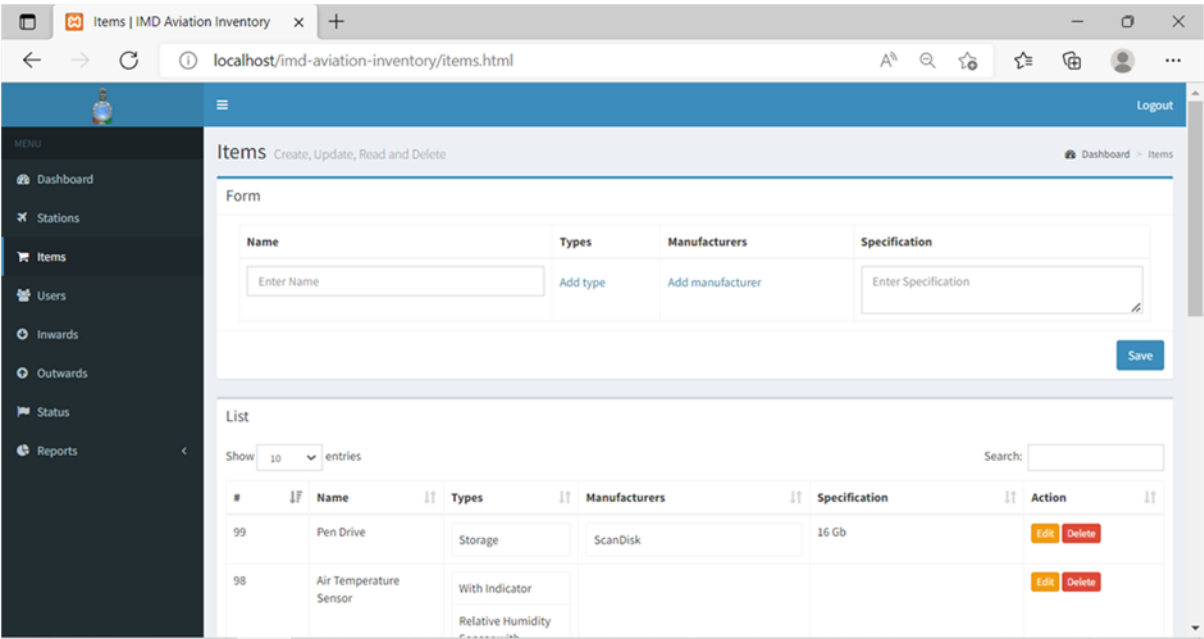 Items | IMD Aviation Inventory
localhost/imd-aviation-inventory/items.html
Logout
MENU
Dashboard
Stations
Items
Users
Inwards
Outwards
Status
Reports
Items Create, Update, Read and Delete
Dashboard > Items
Form
Name Types Manufacturers Specification
Enter Name Add type Add manufacturer Enter Specification
Save
List
Show 10 entries Search:
# Name Types Manufacturers Specification Action
99 Pen Drive Storage ScanDisk 16 Gb Edit Delete
98 Air Temperature With Indicator Edit Delete
Sensor
Relative Humidity